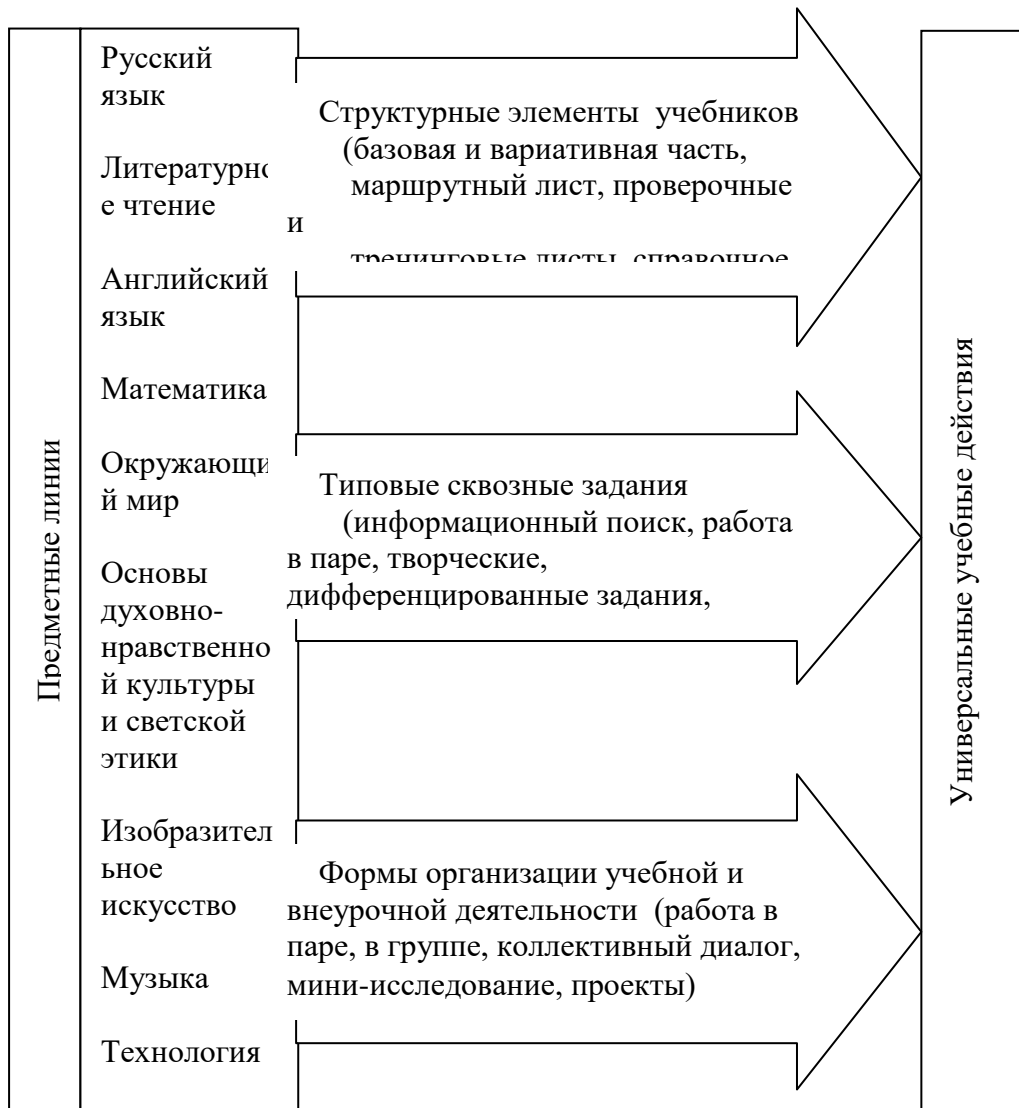 Предметные линии
Русский
язык
Литературно
е чтение
Английский
язык
Математика
Окружающи
й мир
Основы
духовно-
нравственно
й культуры
и светской
этики
Изобразител
ьное
искусство
Музыка
Технология
Структурные элементы учебников
(базовая и вариативная часть,
маршрутный лист, проверочные
и
тренинговые листы, справочное
Типовые сквозные задания
(информационный поиск, работа
в паре, творческие,
дифференцированные задания,
Формы организации учебной и
внеурочной деятельности (работа в
паре, в группе, коллективный диалог,
мини-исследование, проекты)
Универсальные учебные действия